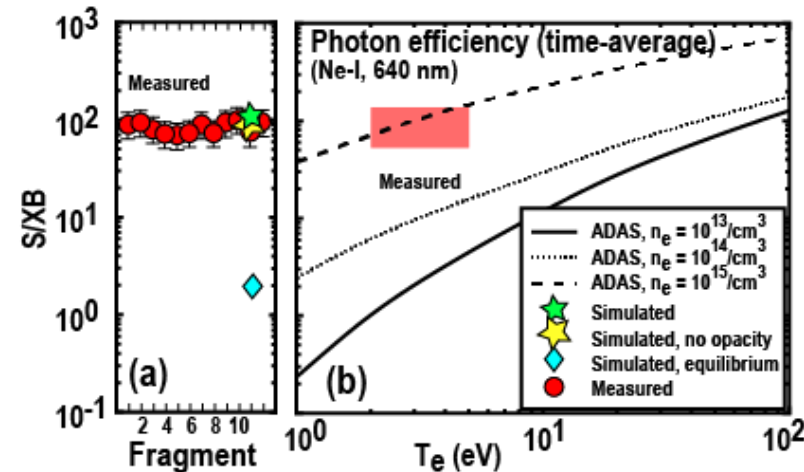 10³
10²
10¹
10⁰
10⁻¹
S/XB
Measured
(a)
2 4 6 8 10
Fragment
Photon efficiency (time-average)
(Ne-I, 640 nm)
Measured
(b)
ADAS, nₑ = 10¹³/cm³
ADAS, nₑ = 10¹⁴/cm³
ADAS, nₑ = 10¹⁵/cm³
Simulated
Simulated, no opacity
Simulated, equilibrium
Measured
10⁰ 10¹ 10²
Tₑ (eV)